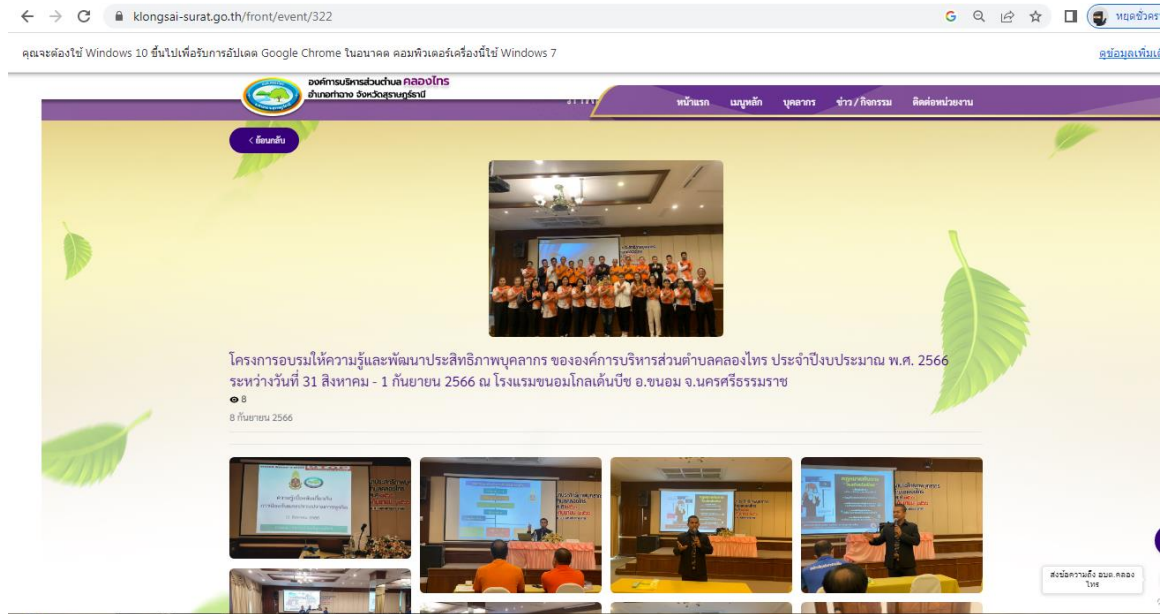 klongsai-surat.go.th/front/event/322
หยุดชั่วครา
คุณจะต้องใช้ Windows 10 ขึ้นไปเพื่อรับการอัปเดต Google Chrome ในอนาคต คอมพิวเตอร์เครื่องนี้ใช้ Windows 7
ดูข้อมูลเพิ่มเติ
องค์การบริหารส่วนตำบล คลองไทร
อำเภอท่าฉาง จังหวัดสุราษฎร์ธานี
หน้าแรก เมนูหลัก บุคลากร ข่าว / กิจกรรม ติดต่อหน่วยงาน
< ย้อนกลับ
โครงการอบรมให้ความรู้และพัฒนาประสิทธิภาพบุคลากร ขององค์การบริหารส่วนตำบลคลองไทร ประจำปีงบประมาณ พ.ศ. 2566
ระหว่างวันที่ 31 สิงหาคม - 1 กันยายน 2566 ณ โรงแรมขนอมโกลเด้นบีช อ.ขนอม จ.นครศรีธรรมราช
8
8 กันยายน 2566
ส่งข้อความถึง อบต.คลอง
ไทร